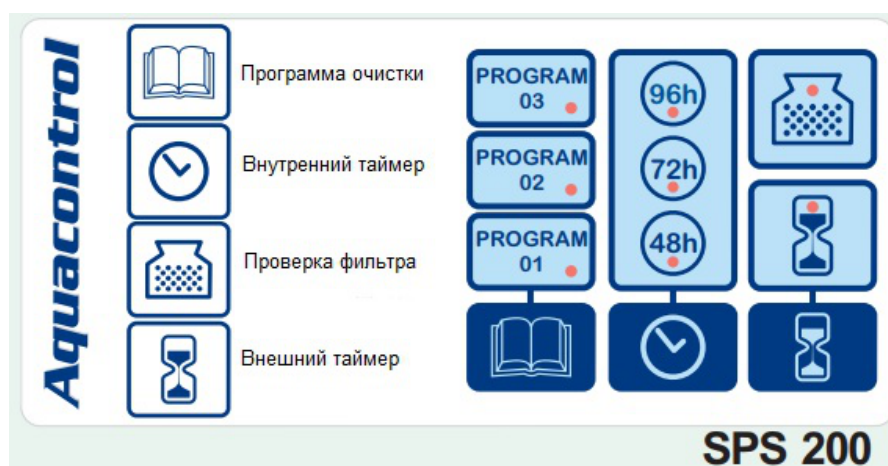 Aquacontrol
Программа очистки
Внутренний таймер
Проверка фильтра
Внешний таймер
PROGRAM
03
PROGRAM
02
PROGRAM
01
96h
72h
48h
SPS 200